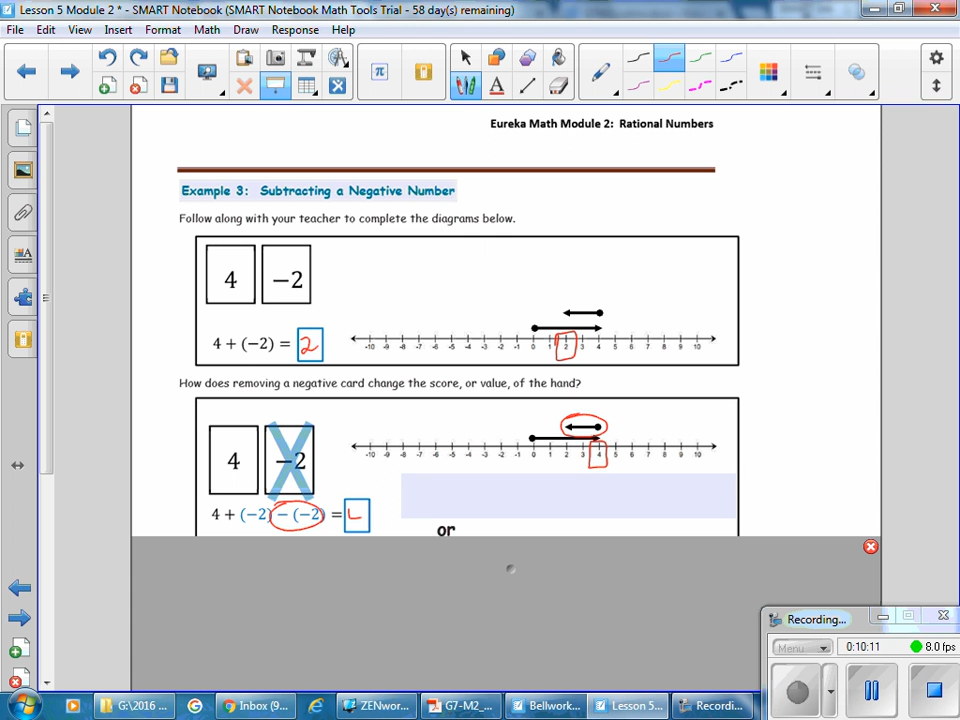 Lesson 5 Module 2 * - SMART Notebook (SMART Notebook Math Tools Trial - 58 day(s) remaining)
File Edit View Insert Format Math Draw Response Help
Eureka Math Module 2: Rational Numbers
Example 3: Subtracting a Negative Number
Follow along with your teacher to complete the diagrams below.
4 −2
4 + (−2) = 2
-10 -9 -8 -7 -6 -5 -4 -3 -2 -1 0 1 2 3 4 5 6 7 8 9 10
How does removing a negative card change the score, or value, of the hand?
4 −2
-10 -9 -8 -7 -6 -5 -4 -3 -2 -1 0 1 2 3 4 5 6 7 8 9 10
4 + (−2) − (−2) =
or
Recording...
Menu 0:10:11 8.0 fps
G:\2016 ... Inbox (9... ZENwor... G7-M2_... Bellwork... Lesson 5... Recordin...